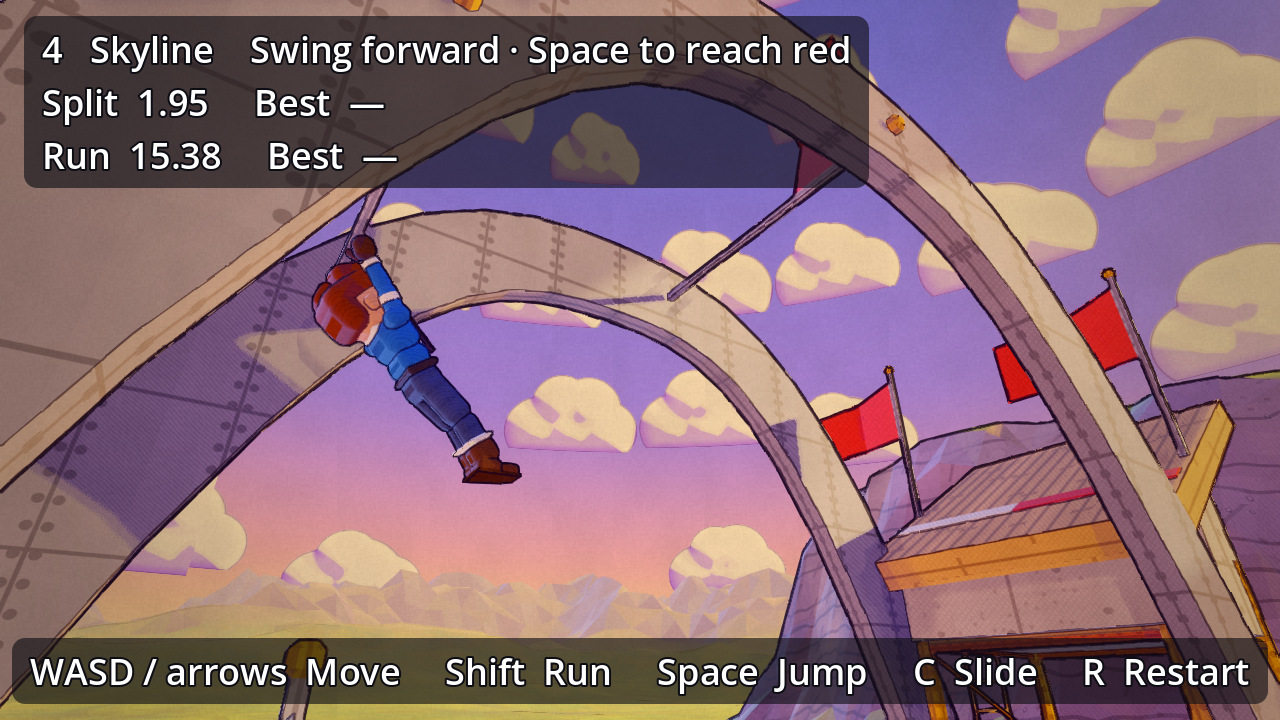 4 Skyline Swing forward · Space to reach red
Split 1.95 Best —
Run 15.38 Best —
WASD / arrows Move Shift Run Space Jump C Slide R Restart